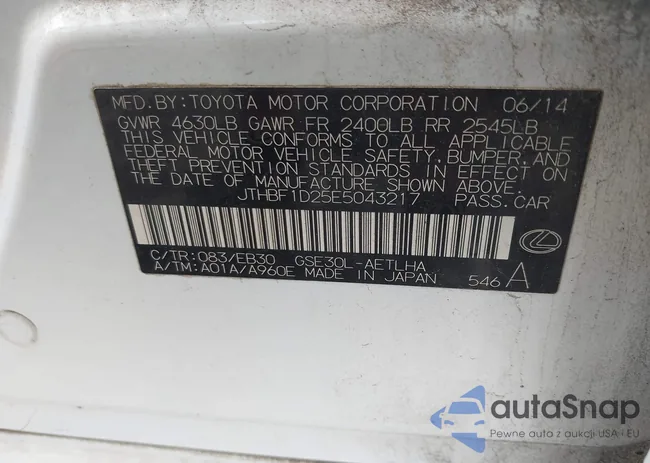 MFD.BY:TOYOTA MOTOR CORPORATION 06/14
GVWR 4630LB GAWR FR 2400LB RR 2545LB
THIS VEHICLE CONFORMS TO ALL APPLICABLE
FEDERAL MOTOR VEHICLE SAFETY,BUMPER,AND
THEFT PREVENTION STANDARDS IN EFFECT ON
THE DATE OF MANUFACTURE SHOWN ABOVE.
JTHBF1D25E5043217 PASS.CAR
C/TR:083/EB30 GSE30L-AETLHA
A/TM:A01A/A960E MADE IN JAPAN 546 A
autaSnap
Pewne auto z aukcji USA i EU